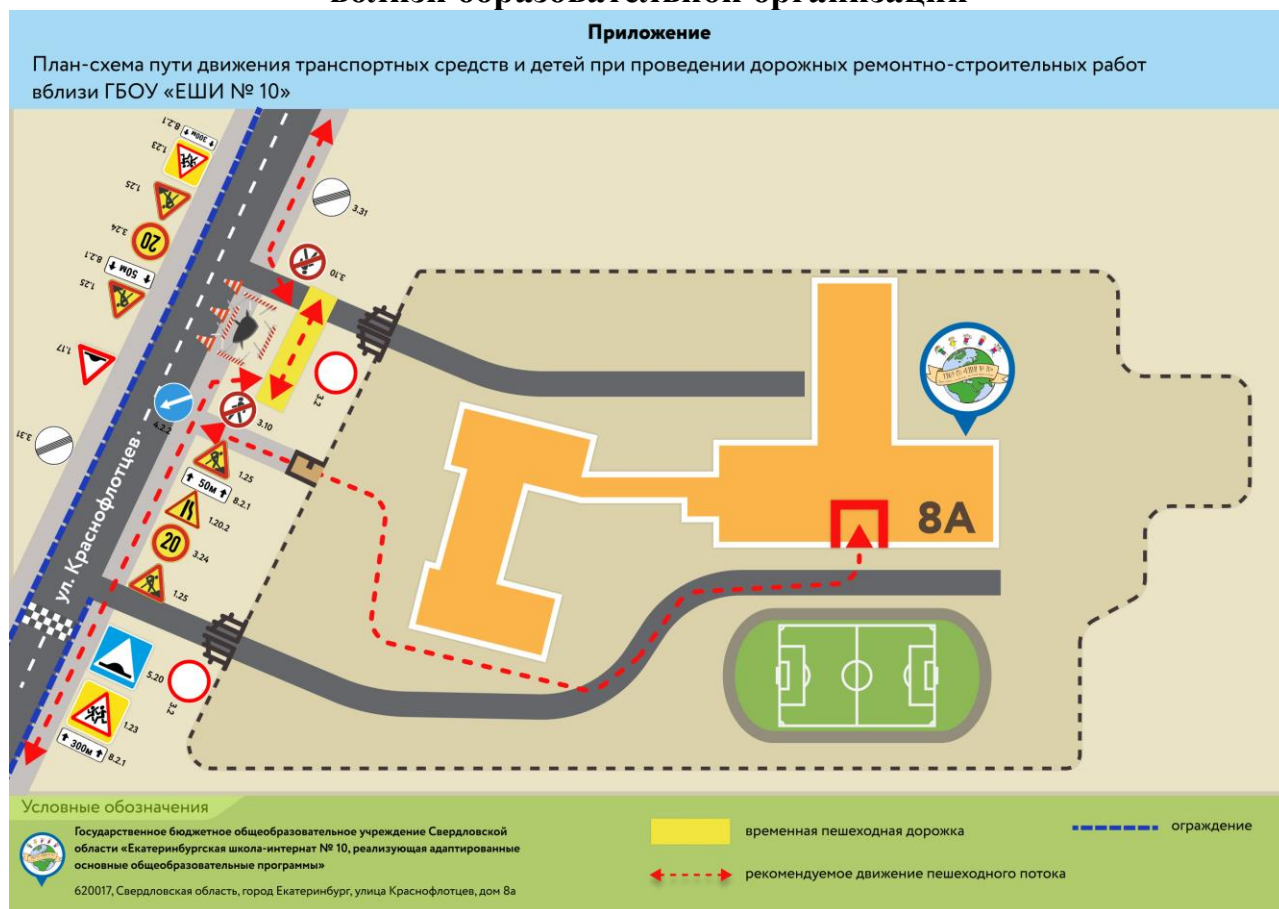 вблизи образовательной организации
Приложение
План-схема пути движения транспортных средств и детей при проведении дорожных ремонтно-строительных работ
вблизи ГБОУ «ЕШИ № 10»
8.2.1
300м
1.23
1.25
3.24
20
8.2.1
50м
1.25
1.17
3.31
3.31
3.10
3.2
4.2.2
3.10
1.25
50м
8.2.1
1.20.2
20
3.24
1.25
ул. Краснофлотцев.
8А
5.20
3.2
1.23
300м
8.2.1
Условные обозначения
Государственное бюджетное общеобразовательное учреждение Свердловской
области «Екатеринбургская школа-интернат № 10, реализующая адаптированные
основные общеобразовательные программы»
620017, Свердловская область, город Екатеринбург, улица Краснофлотцев, дом 8а
временная пешеходная дорожка
рекомендуемое движение пешеходного потока
ограждение